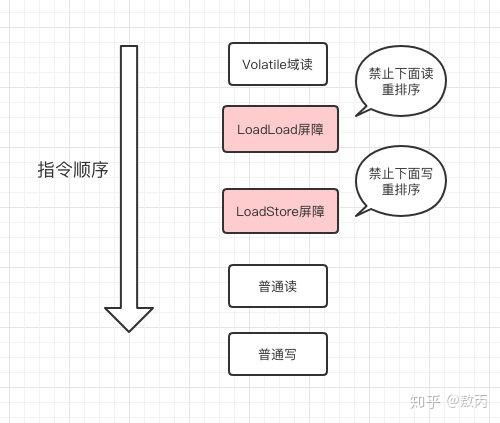 Volatile域读
禁止下面读
重排序
LoadLoad屏障
指令顺序
禁止下面写
重排序
LoadStore屏障
普通读
普通写
知乎 @敖丙